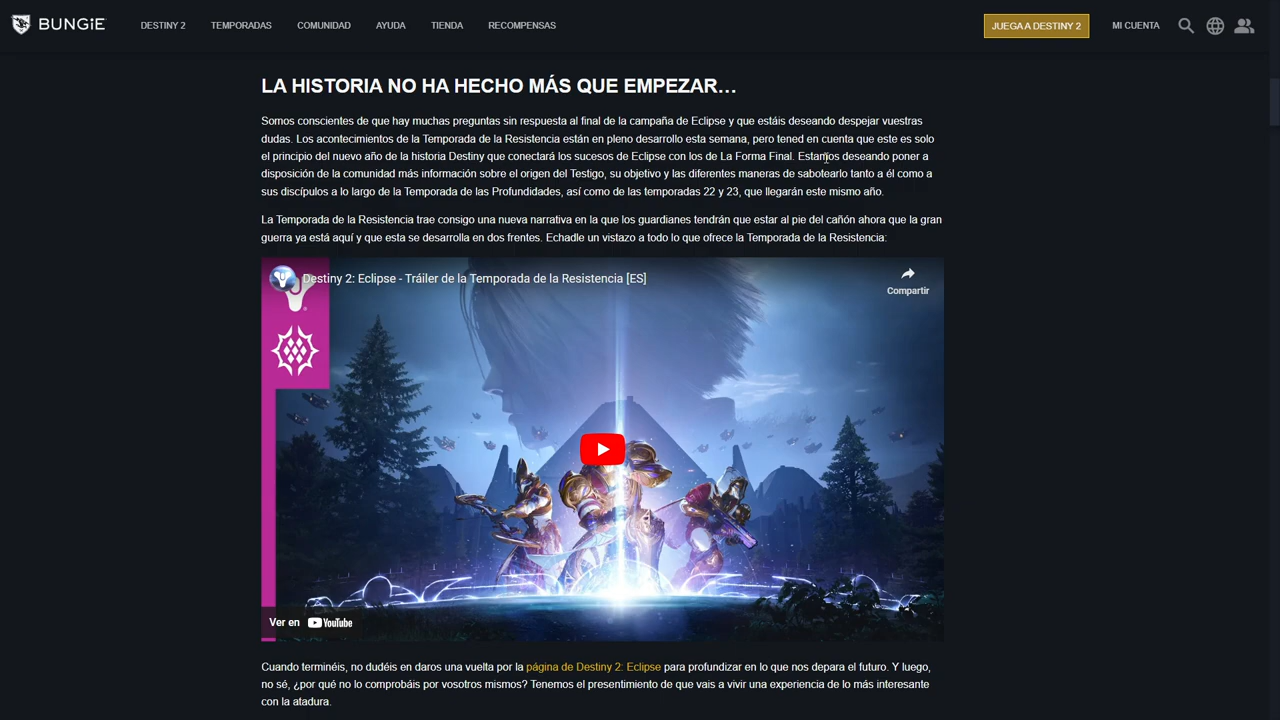 BUNGiE
DESTINY 2
TEMPORADAS
COMUNIDAD
AYUDA
TIENDA
RECOMPENSAS
JUEGA A DESTINY 2
MI CUENTA
LA HISTORIA NO HA HECHO MÁS QUE EMPEZAR…
Somos conscientes de que hay muchas preguntas sin respuesta al final de la campaña de Eclipse y que estáis deseando despejar vuestras
dudas. Los acontecimientos de la Temporada de la Resistencia están en pleno desarrollo esta semana, pero tened en cuenta que este es solo
el principio del nuevo año de la historia Destiny que conectará los sucesos de Eclipse con los de La Forma Final. Estamos deseando poner a
disposición de la comunidad más información sobre el origen del Testigo, su objetivo y las diferentes maneras de sabotearlo tanto a él como a
sus discípulos a lo largo de la Temporada de las Profundidades, así como de las temporadas 22 y 23, que llegarán este mismo año.
La Temporada de la Resistencia trae consigo una nueva narrativa en la que los guardianes tendrán que estar al pie del cañón ahora que la gran
guerra ya está aquí y que esta se desarrolla en dos frentes. Echadle un vistazo a todo lo que ofrece la Temporada de la Resistencia:
Destiny 2: Eclipse - Tráiler de la Temporada de la Resistencia [ES]
Compartir
Ver en YouTube
Cuando terminéis, no dudéis en daros una vuelta por la página de Destiny 2: Eclipse para profundizar en lo que nos depara el futuro. Y luego,
no sé, ¿por qué no lo comprobáis por vosotros mismos? Tenemos el presentimiento de que vais a vivir una experiencia de lo más interesante
con la atadura.